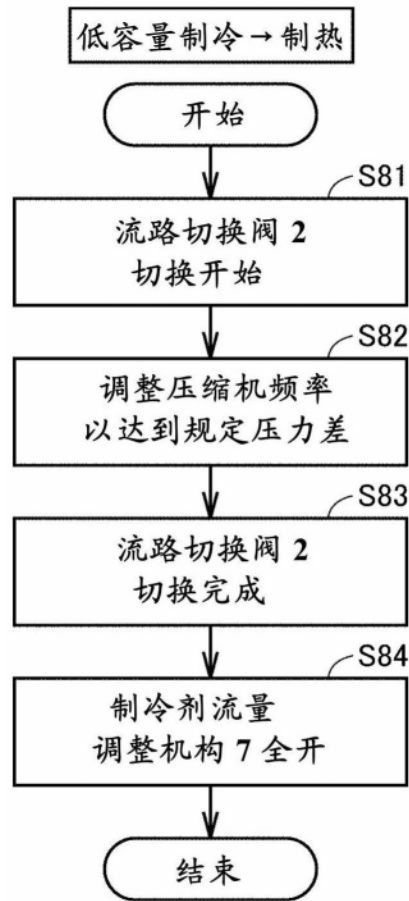 低容量制冷→制热
开始
S81
流路切换阀 2
切换开始
S82
调整压缩机频率
以达到规定压力差
S83
流路切换阀 2
切换完成
S84
制冷剂流量
调整机构 7 全开
结束